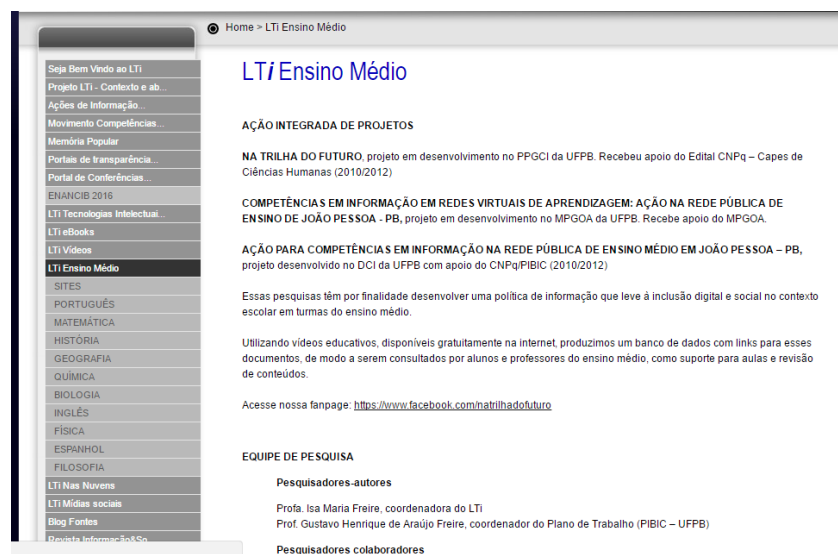 Home > LTi Ensino Médio
Seja Bem Vindo ao LTi
Projeto LTi - Contexto e ab...
Ações de Informação...
Movimento Competências...
Memória Popular
Portais de transparência...
Portal de Conferências...
ENANCIB 2016
LTi Tecnologias Intelectuai...
LTi eBooks
LTi Vídeos
LTi Ensino Médio
SITES
PORTUGUÊS
MATEMÁTICA
HISTÓRIA
GEOGRAFIA
QUÍMICA
BIOLOGIA
INGLÊS
FÍSICA
ESPANHOL
FILOSOFIA
LTi Nas Nuvens
LTi Mídias sociais
Blog Fontes
Revista Informação&So...
LTi Ensino Médio
AÇÃO INTEGRADA DE PROJETOS
NA TRILHA DO FUTURO, projeto em desenvolvimento no PPGCI da UFPB. Recebeu apoio do Edital CNPq – Capes de
Ciências Humanas (2010/2012)
COMPETÊNCIAS EM INFORMAÇÃO EM REDES VIRTUAIS DE APRENDIZAGEM: AÇÃO NA REDE PÚBLICA DE
ENSINO DE JOÃO PESSOA - PB, projeto em desenvolvimento no MPGOA da UFPB. Recebe apoio do MPGOA.
AÇÃO PARA COMPETÊNCIAS EM INFORMAÇÃO NA REDE PÚBLICA DE ENSINO MÉDIO EM JOÃO PESSOA – PB,
projeto desenvolvido no DCI da UFPB com apoio do CNPq/PIBIC (2010/2012)
Essas pesquisas têm por finalidade desenvolver uma política de informação que leve à inclusão digital e social no contexto
escolar em turmas do ensino médio.
Utilizando vídeos educativos, disponíveis gratuitamente na internet, produzimos um banco de dados com links para esses
documentos, de modo a serem consultados por alunos e professores do ensino médio, como suporte para aulas e revisão
de conteúdos.
Acesse nossa fanpage: https://www.facebook.com/natrilhadofuturo
EQUIPE DE PESQUISA
Pesquisadores-autores
Profa. Isa Maria Freire, coordenadora do LTi
Prof. Gustavo Henrique de Araújo Freire, coordenador do Plano de Trabalho (PIBIC – UFPB)
Pesquisadores colaboradores